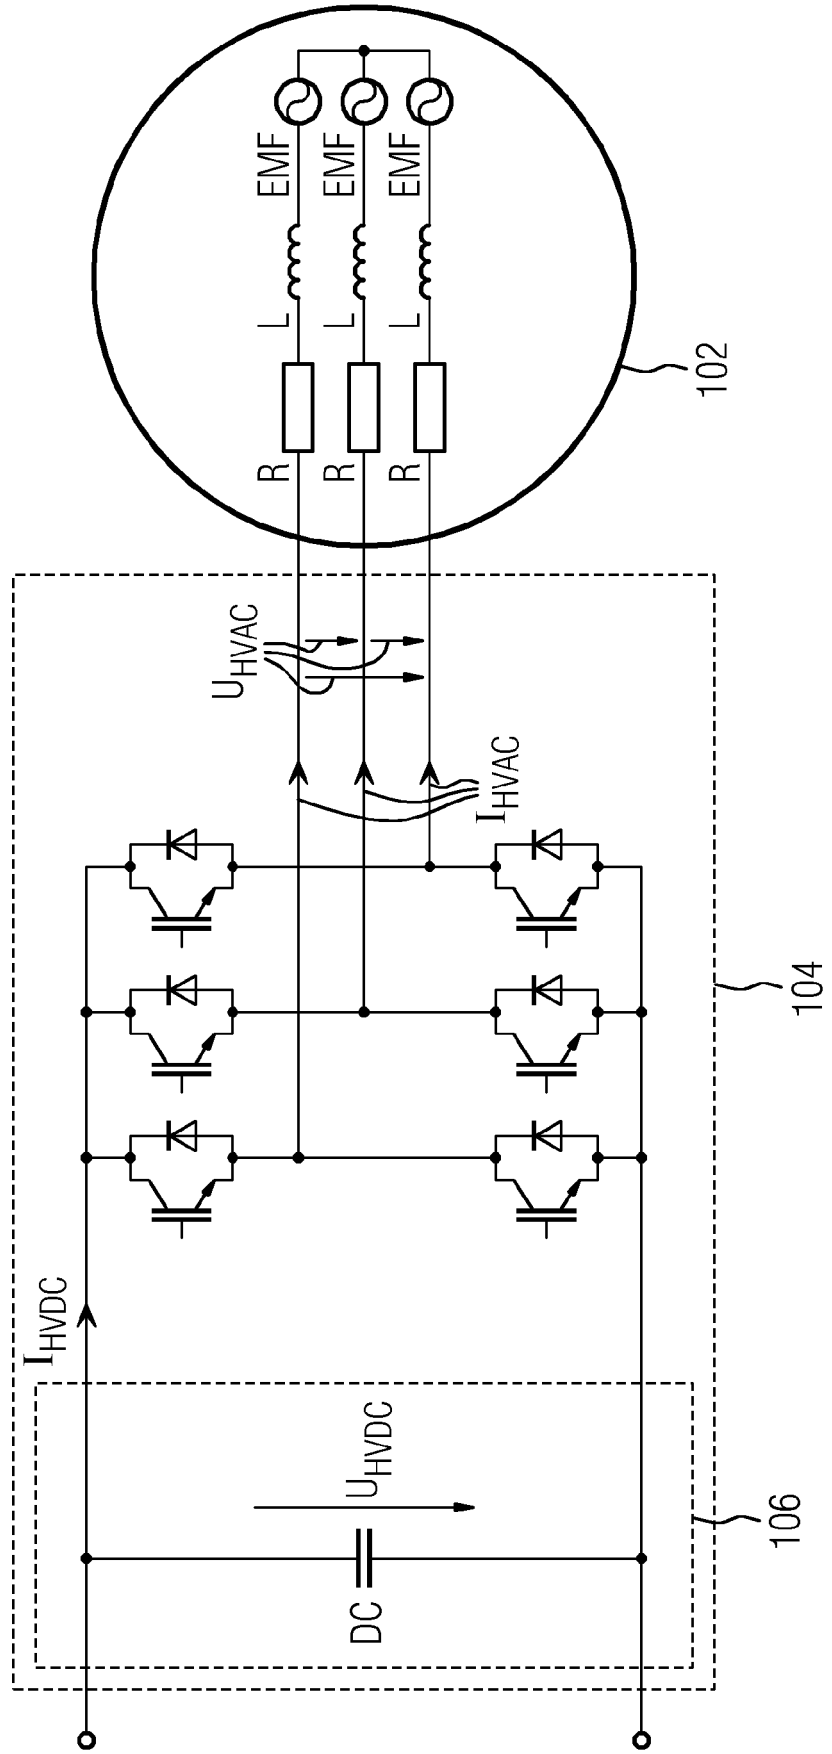 EMF
EMF
EMF
L
L
L
R
R
R
102
U_HVAC
I_HVAC
104
I_HVDC
U_HVDC
DC
106